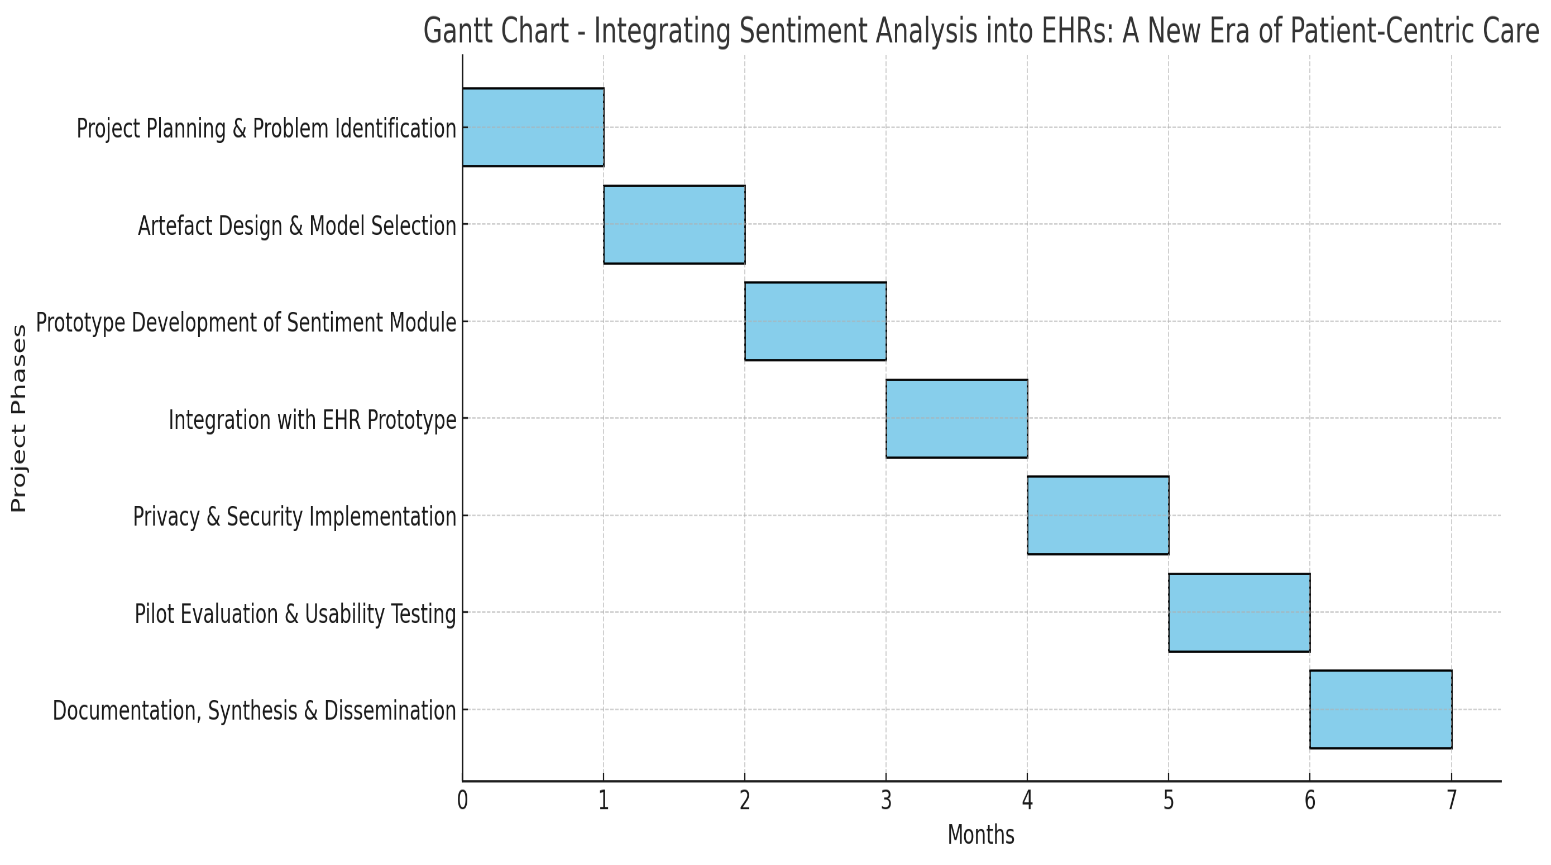 Gantt Chart - Integrating Sentiment Analysis into EHRs: A New Era of Patient-Centric Care
Project Phases
Project Planning & Problem Identification
Artefact Design & Model Selection
Prototype Development of Sentiment Module
Integration with EHR Prototype
Privacy & Security Implementation
Pilot Evaluation & Usability Testing
Documentation, Synthesis & Dissemination
0 1 2 3 4 5 6 7
Months